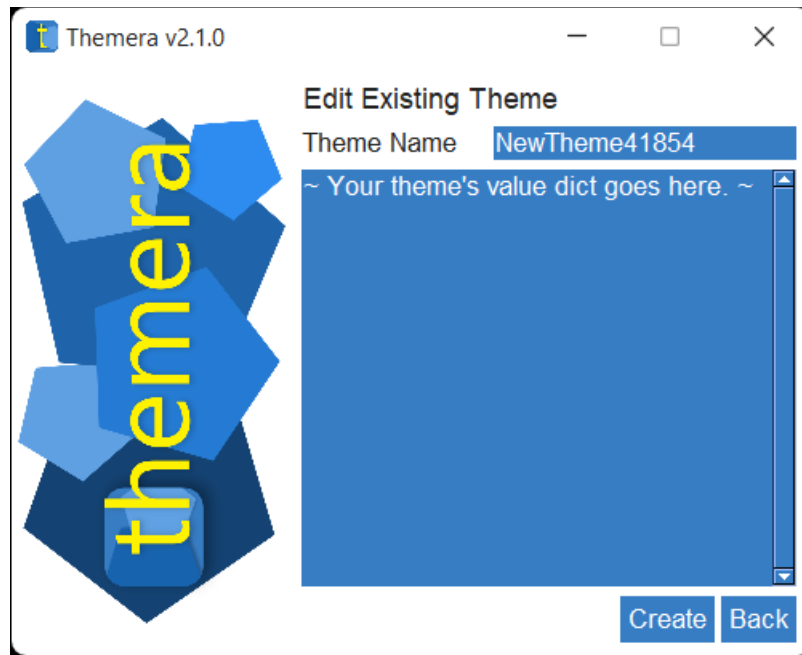 Themera v2.1.0
themera
Edit Existing Theme
Theme Name NewTheme41854
~ Your theme's value dict goes here. ~
Create Back